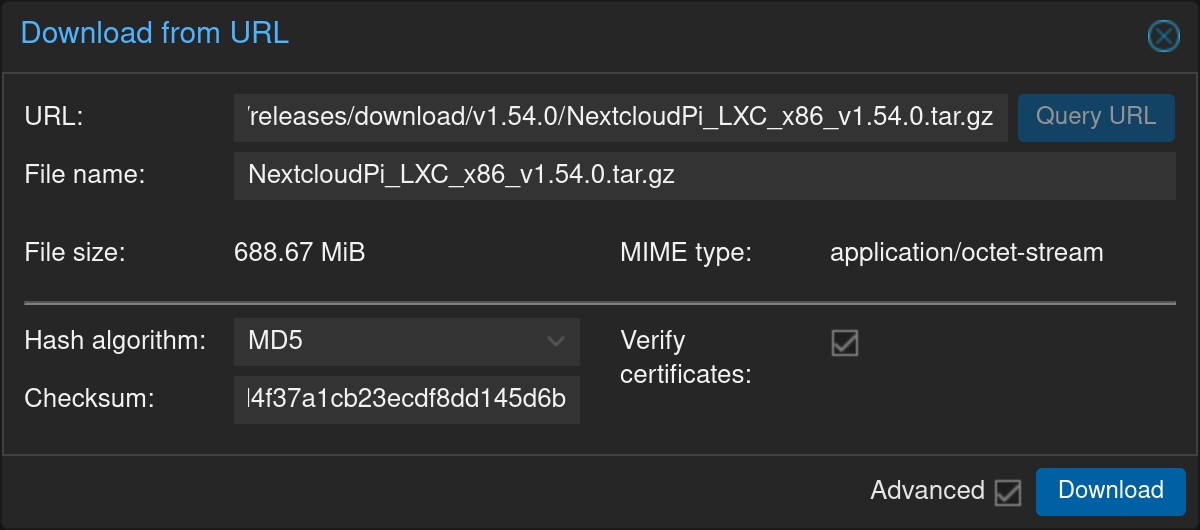 Download from URL
URL: /releases/download/v1.54.0/NextcloudPi_LXC_x86_v1.54.0.tar.gz Query URL
File name: NextcloudPi_LXC_x86_v1.54.0.tar.gz
File size: 688.67 MiB MIME type: application/octet-stream
Hash algorithm: MD5 Verify certificates:
Checksum: 4f37a1cb23ecdf8dd145d6b
Advanced Download